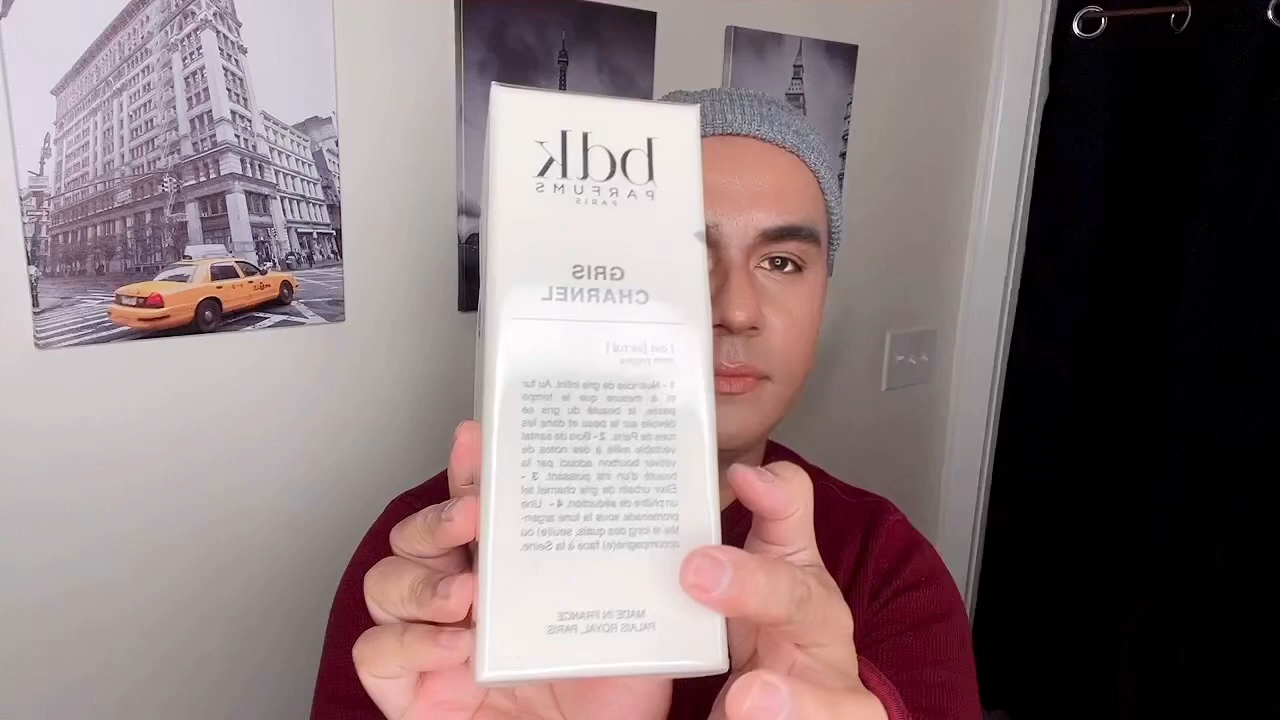 bdk
PARFUMS
PARIS
GRIS
CHARNEL
1 - Nuances de gris infini. Au fur
et à mesure que le temps
passe, la beauté du gris se
dévoile sur la peau et dans les
rues de Paris. 2 - Bois de santal
véritable mêlé à des notes de
vétiver bourbon adouci par la
beauté d'un iris puissant. 3 -
Élixir urbain de gris charnel tel
un philtre de séduction. 4 - Une
promenade sous la lune argen-
tée le long des quais, seul(e) ou
accompagné(e) face à la Seine.
MADE IN FRANCE
PALAIS ROYAL, PARIS